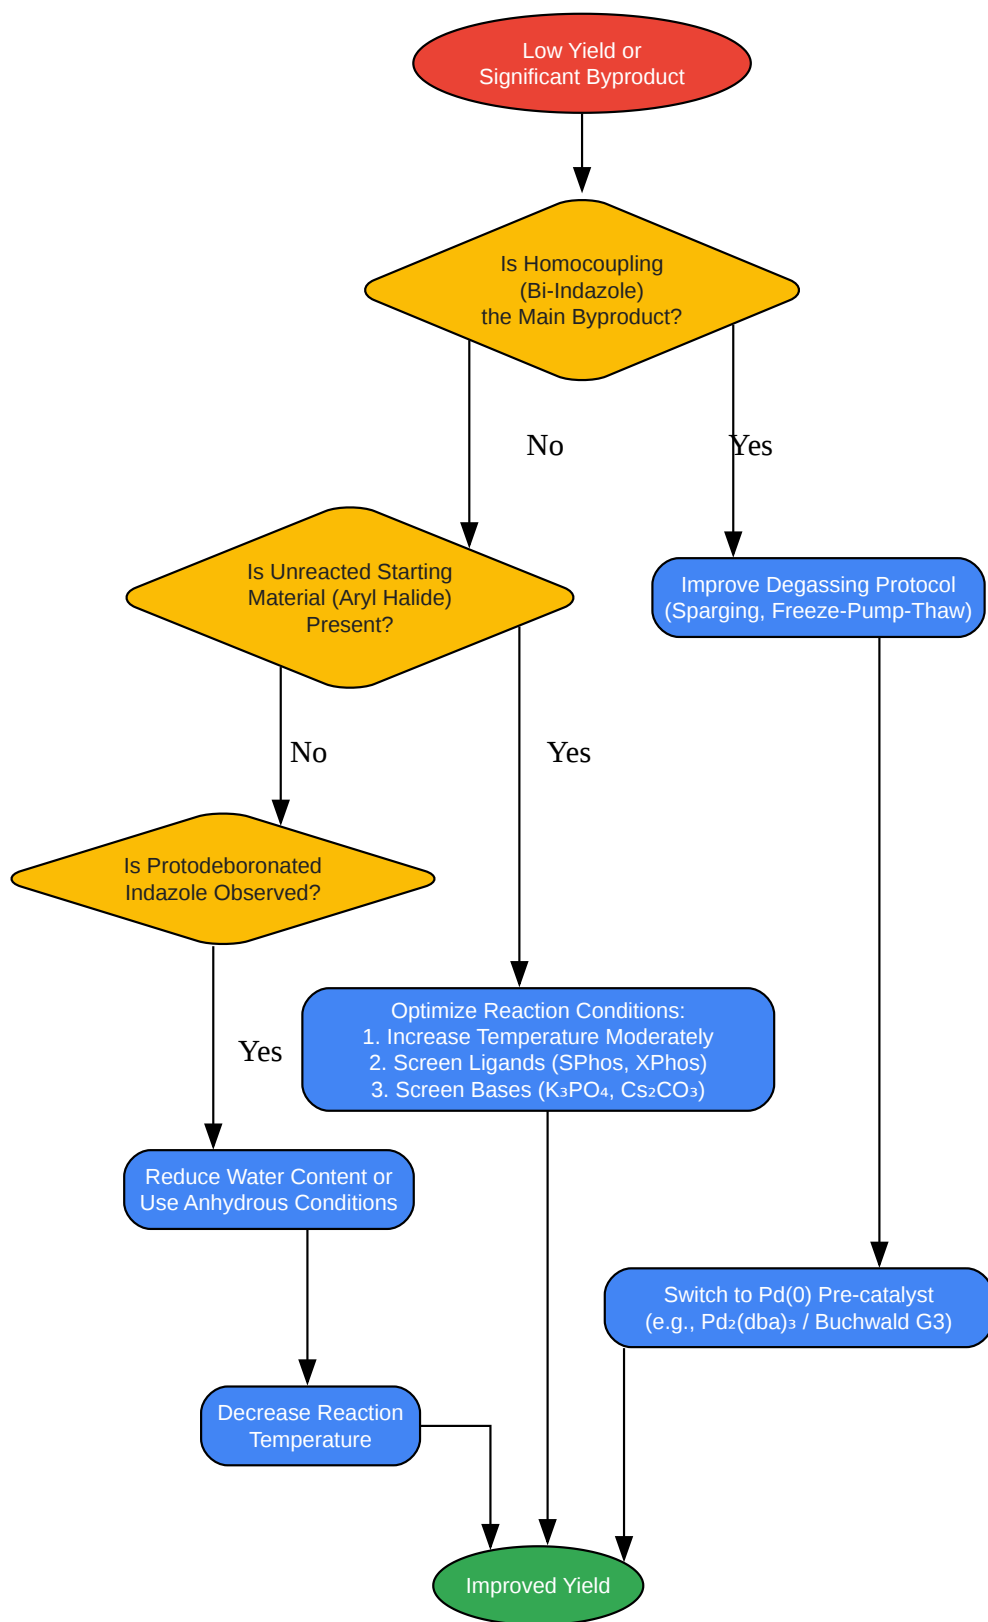 Low Yield or
Significant Byproduct
Is Homocoupling
(Bi-Indazole)
the Main Byproduct?
No
Yes
Is Unreacted Starting
Material (Aryl Halide)
Present?
Improve Degassing Protocol
(Sparging, Freeze-Pump-Thaw)
No
Yes
Is Protodeboronated
Indazole Observed?
Optimize Reaction Conditions:
1. Increase Temperature Moderately
2. Screen Ligands (SPhos, XPhos)
3. Screen Bases (K₃PO₄, Cs₂CO₃)
Yes
Reduce Water Content or
Use Anhydrous Conditions
Switch to Pd(0) Pre-catalyst
(e.g., Pd₂(dba)₃ / Buchwald G3)
Decrease Reaction
Temperature
Improved Yield